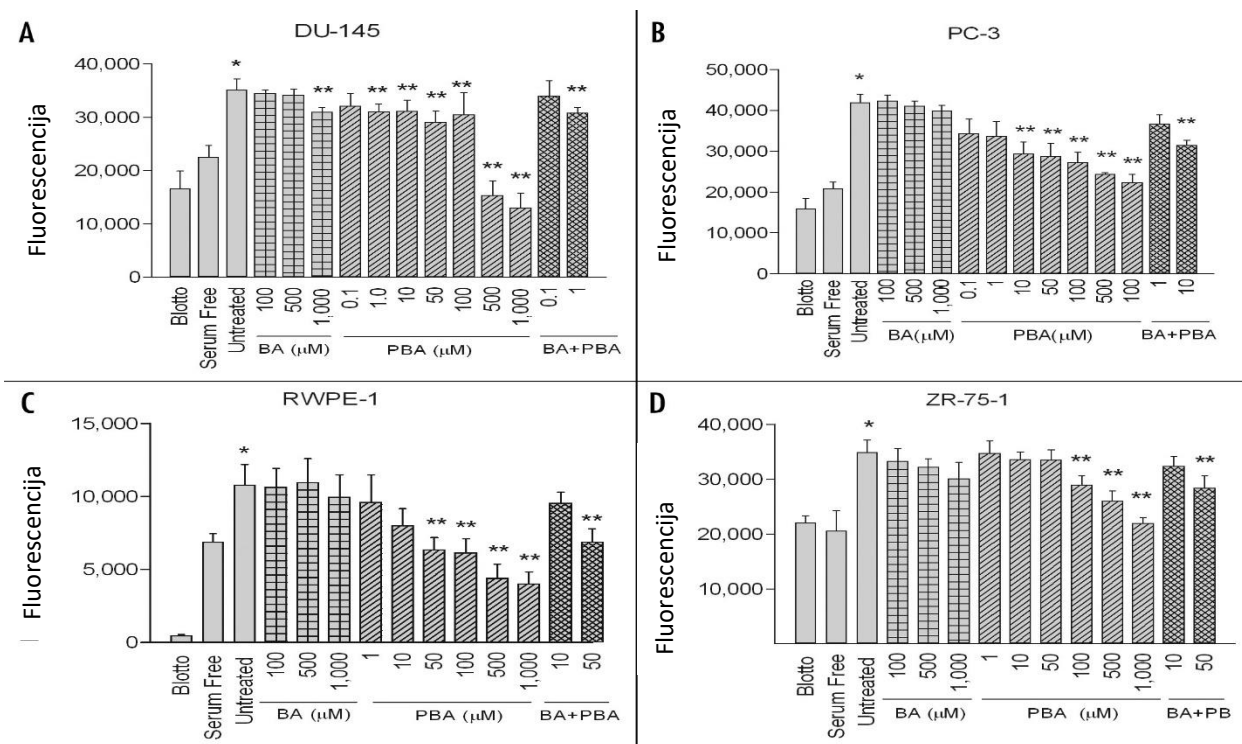 A
DU-145
Fluorescencija
40,000
30,000
20,000
10,000
0
* ** ** ** ** ** ** ** **
Blotto
Serum Free
Untreated
100
500
1,000
0.1
1.0
10
50
100
500
1,000
0.1
1
BA (μM) PBA (μM) BA+PBA
B
PC-3
Fluorescencija
50,000
40,000
30,000
20,000
10,000
0
* ** ** ** ** ** **
Blotto
Serum Free
Untreated
100
500
1,000
0.1
1
10
50
100
500
100
1
10
BA(μM) PBA(μM) BA+PBA
C
RWPE-1
Fluorescencija
15,000
10,000
5,000
0
* ** ** ** ** **
Blotto
Serum Free
Untreated
100
500
1,000
1
10
50
100
500
1,000
10
50
BA (μM) PBA (μM) BA+PBA
D
ZR-75-1
Fluorescencija
40,000
30,000
20,000
10,000
* ** ** ** **
Blotto
Serum Free
Untreated
100
500
1,000
1
10
50
100
500
1,000
10
50
BA (μM) PBA (μM) BA+PB